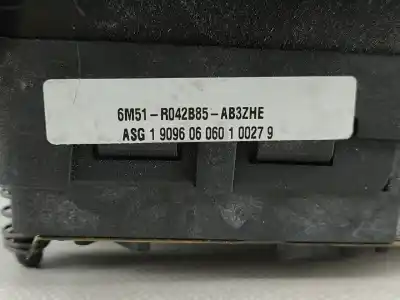 6M51-R042B85-AB3ZHE
ASG 1 9096 06 060 1 0027 9